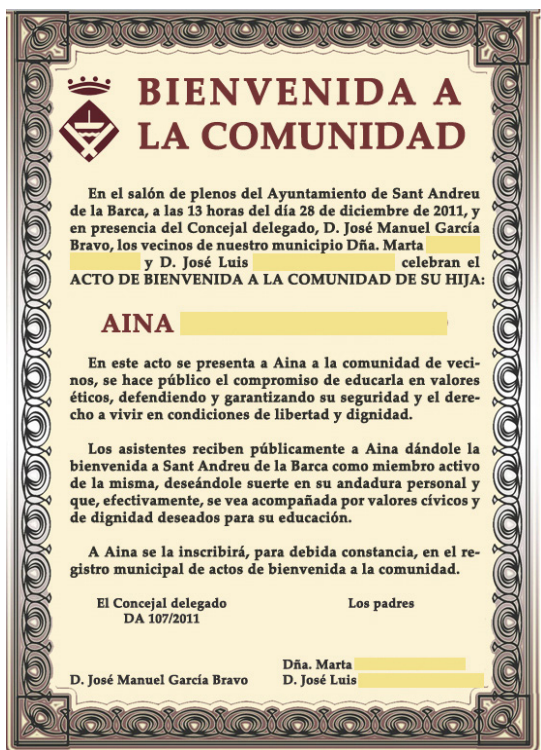 BIENVENIDA A
LA COMUNIDAD
En el salón de plenos del Ayuntamiento de Sant Andreu
de la Barca, a las 13 horas del día 28 de diciembre de 2011, y
en presencia del Concejal delegado, D. José Manuel García
Bravo, los vecinos de nuestro municipio Dña. Marta
y D. José Luis celebran el
ACTO DE BIENVENIDA A LA COMUNIDAD DE SU HIJA:
AINA
En este acto se presenta a Aina a la comunidad de veci-
nos, se hace público el compromiso de educarla en valores
éticos, defendiendo y garantizando su seguridad y el dere-
cho a vivir en condiciones de libertad y dignidad.
Los asistentes reciben públicamente a Aina dándole la
bienvenida a Sant Andreu de la Barca como miembro activo
de la misma, deseándole suerte en su andadura personal y
que, efectivamente, se vea acompañada por valores cívicos y
de dignidad deseados para su educación.
A Aina se la inscribirá, para debida constancia, en el re-
gistro municipal de actos de bienvenida a la comunidad.
El Concejal delegado Los padres
DA 107/2011
Dña. Marta
D. José Manuel García Bravo D. José Luis